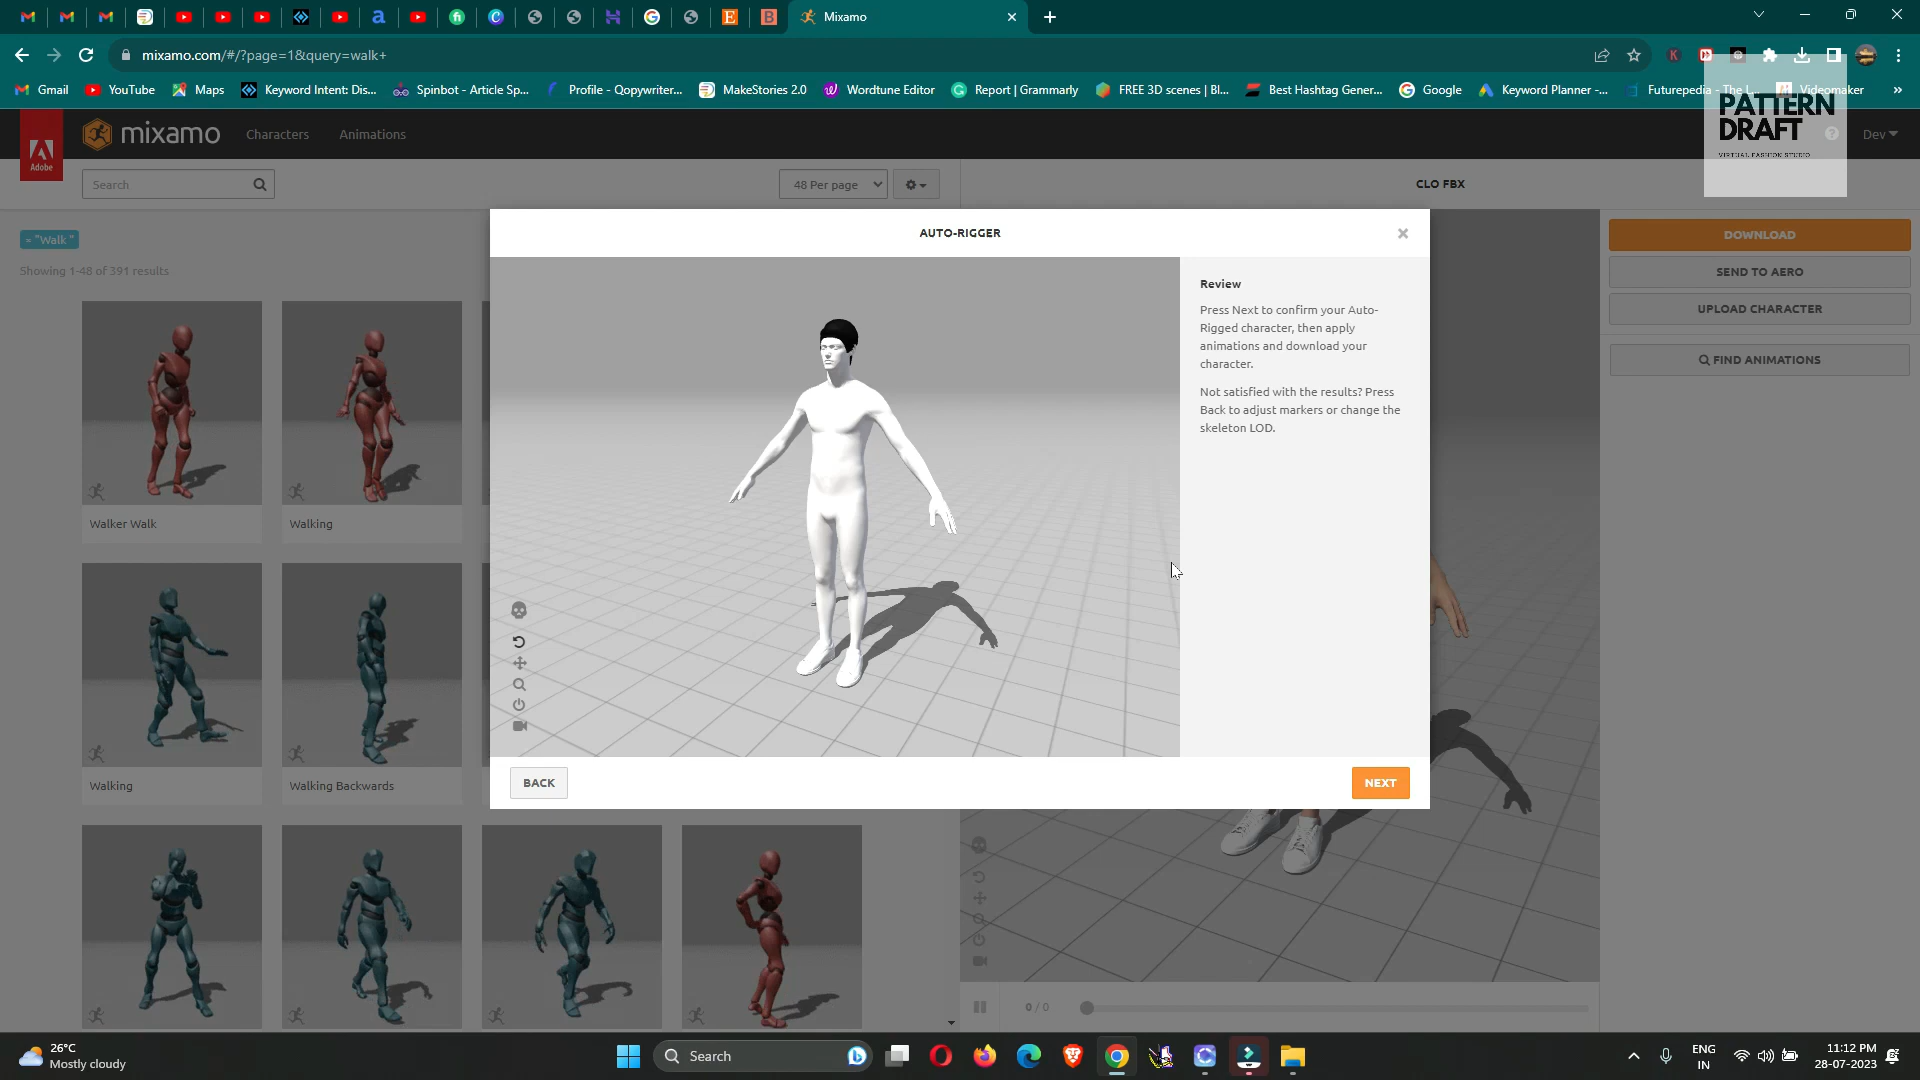 Mixamo
mixamo.com/#/?page=1&query=walk+
Gmail
YouTube
Maps
Keyword Intent: Dis...
Spinbot - Article Sp...
Profile - Qopywriter...
MakeStories 2.0
Wordtune Editor
Report | Grammarly
FREE 3D scenes | Bl...
Best Hashtag Gener...
Google
Keyword Planner -...
Futurepedia - The L...
Videomaker
PATTERN
DRAFT
VIRTUAL FASHION STUDIO
Adobe
mixamo
Characters
Animations
Dev
Search
48 Per page
CLO FBX
= "Walk "
Showing 1-48 of 391 results
AUTO-RIGGER
Review
Press Next to confirm your Auto-
Rigged character, then apply
animations and download your
character.
Not satisfied with the results? Press
Back to adjust markers or change the
skeleton LOD.
BACK
NEXT
DOWNLOAD
SEND TO AERO
UPLOAD CHARACTER
FIND ANIMATIONS
Walker Walk
Walking
Walking
Walking Backwards
0 / 0
26°C
Mostly cloudy
Search
ENG
IN
11:12 PM
28-07-2023